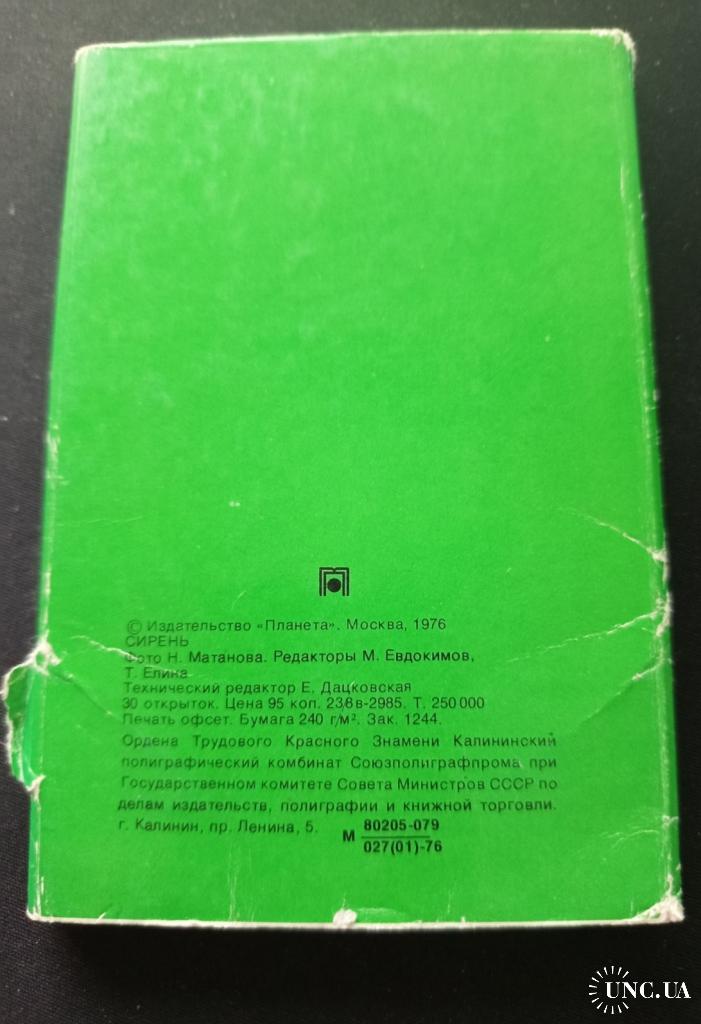 © Издательство «Планета». Москва, 1976
СИРЕНЬ
Фото Н. Матанова. Редакторы М. Евдокимов,
Т. Елина
Технический редактор Е. Дацковская
30 открыток. Цена 95 коп. 236в-2985. Т. 250 000
Печать офсет. Бумага 240 г/м². Зак. 1244.
Ордена Трудового Красного Знамени Калининский
полиграфический комбинат Союзполиграфпрома при
Государственном комитете Совета Министров СССР по
делам издательств, полиграфии и книжной торговли.
г. Калинин, пр. Ленина, 5.
М 80205-079
027(01)-76
UNC.UA